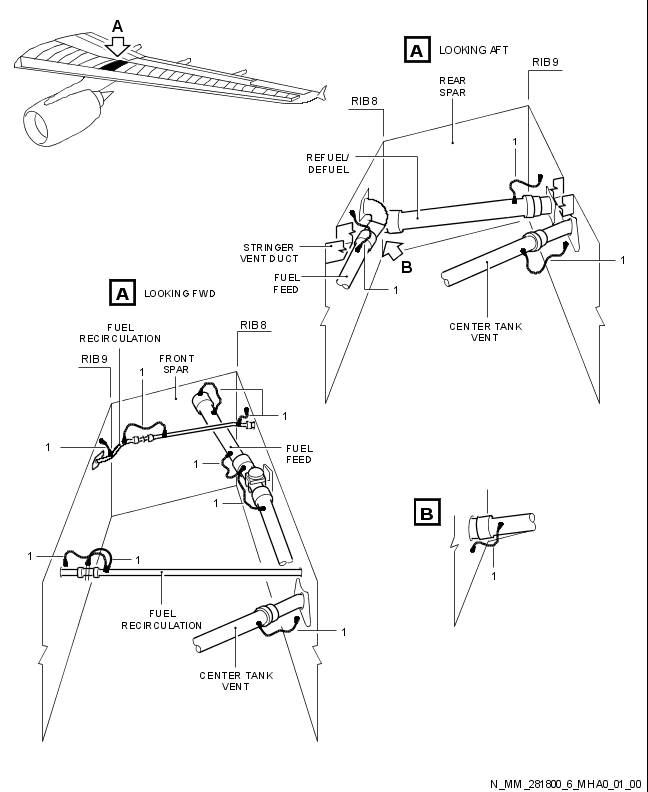 A
A LOOKING AFT
RIB9
REAR
SPAR
RIB8
1
REFUEL/
DEFUEL
STRINGER
VENT DUCT
B
1
FUEL
FEED
1
CENTER TANK
VENT
A LOOKING FWD
FUEL
RECIRCULATION
RIB8
RIB9
FRONT
SPAR
1
1
1
FUEL
FEED
1
1
B
1
1
1
FUEL
RECIRCULATION
1
CENTER TANK
VENT
N_MM_281800_6_MHA0_01_00